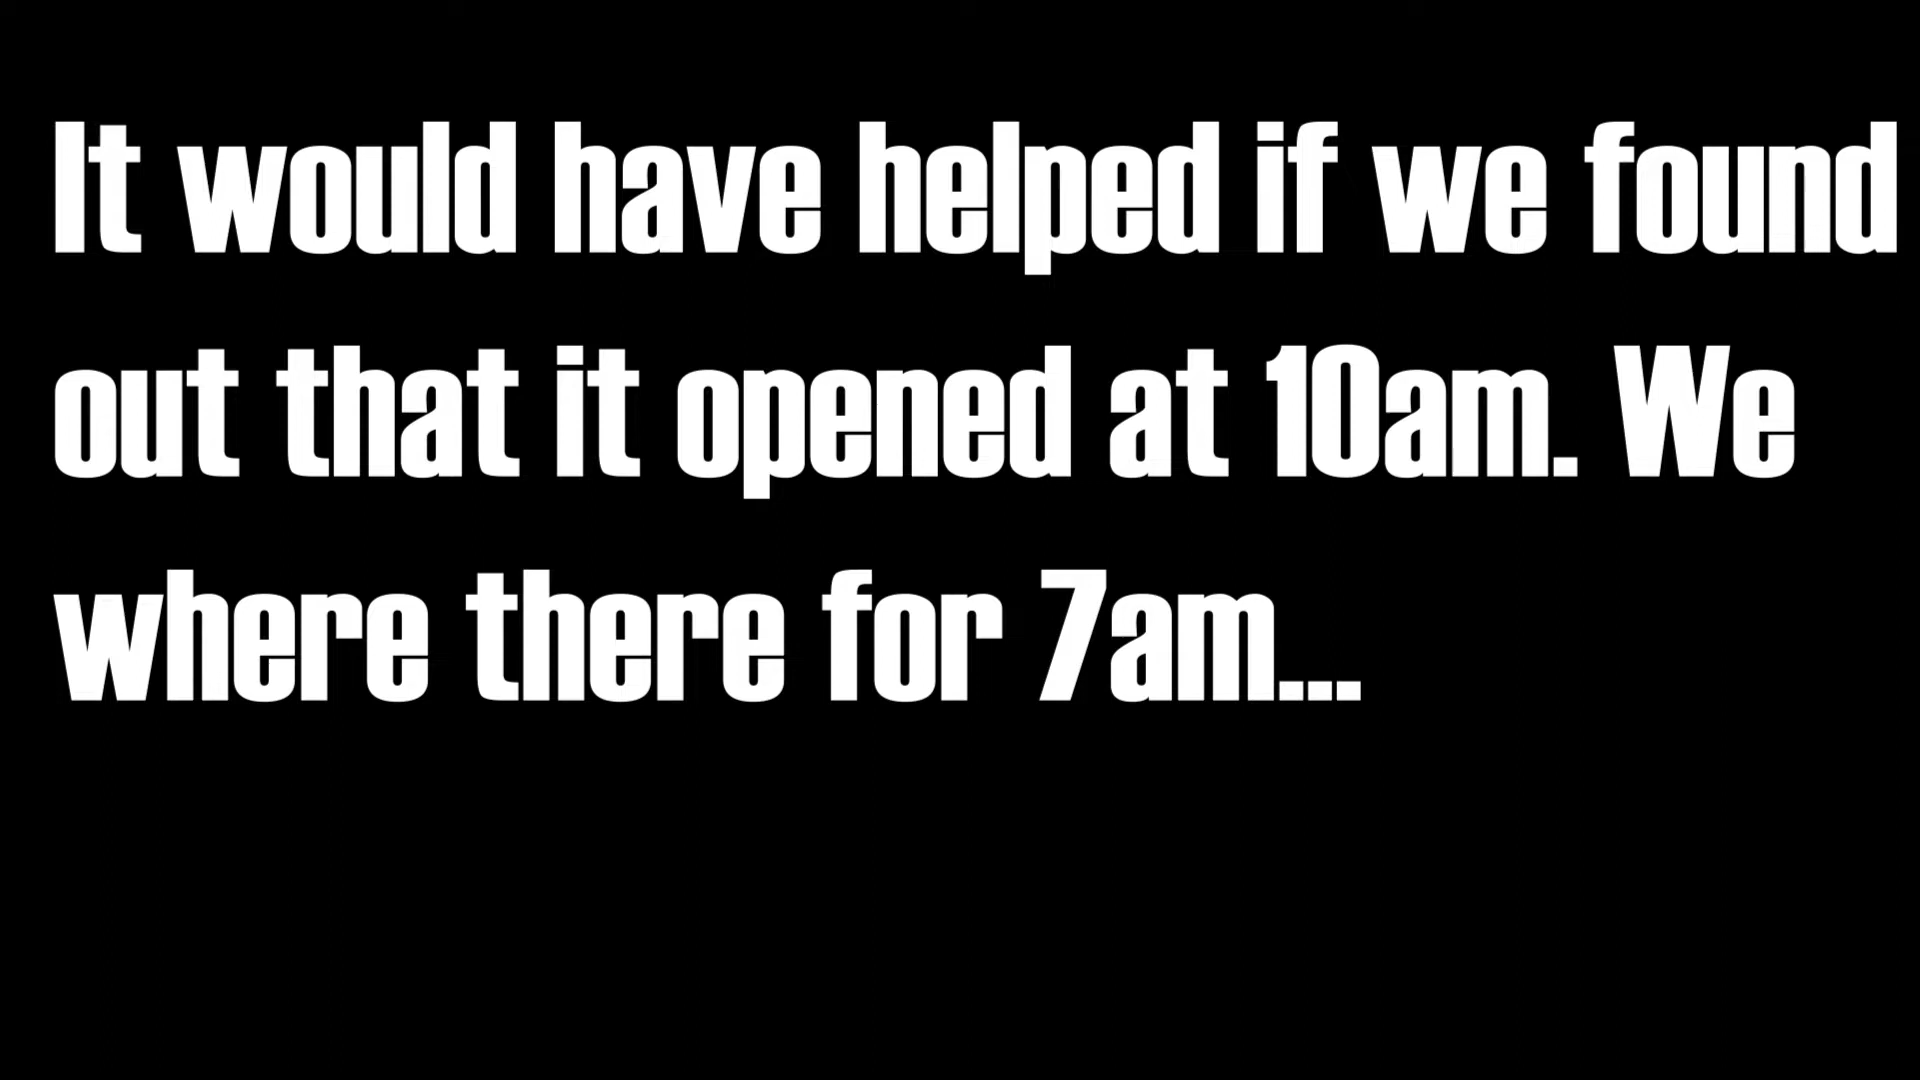 It would have helped if we found
out that it opened at 10am. We
where there for 7am...